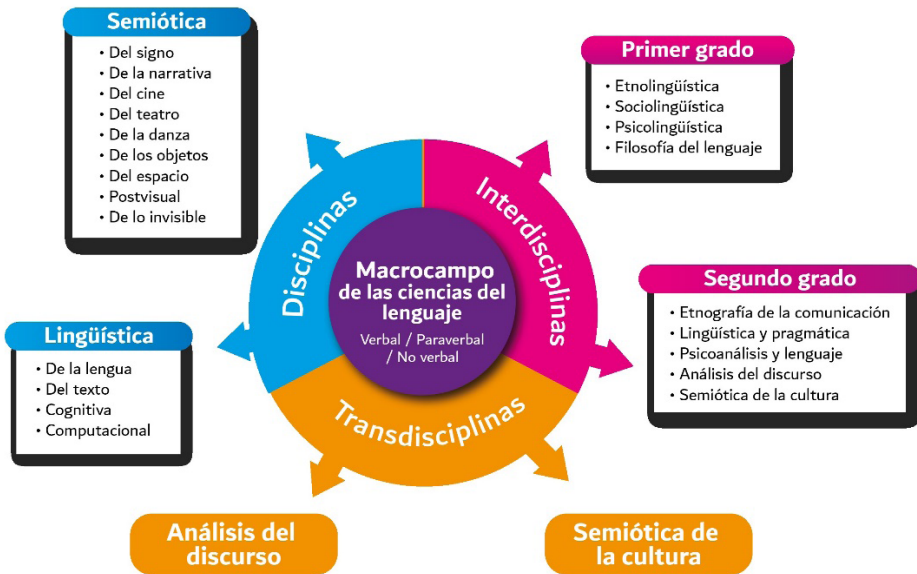 Semiótica
• Del signo
• De la narrativa
• Del cine
• Del teatro
• De la danza
• De los objetos
• Del espacio
• Postvisual
• De lo invisible
Primer grado
• Etnolingüística
• Sociolingüística
• Psicolingüística
• Filosofía del lenguaje
Disciplinas
Interdisciplinas
Macrocampo
de las ciencias del
lenguaje
Verbal / Paraverbal
/ No verbal
Lingüística
• De la lengua
• Del texto
• Cognitiva
• Computacional
Segundo grado
• Etnografía de la comunicación
• Lingüística y pragmática
• Psicoanálisis y lenguaje
• Análisis del discurso
• Semiótica de la cultura
Transdisciplinas
Análisis del
discurso
Semiótica de
la cultura